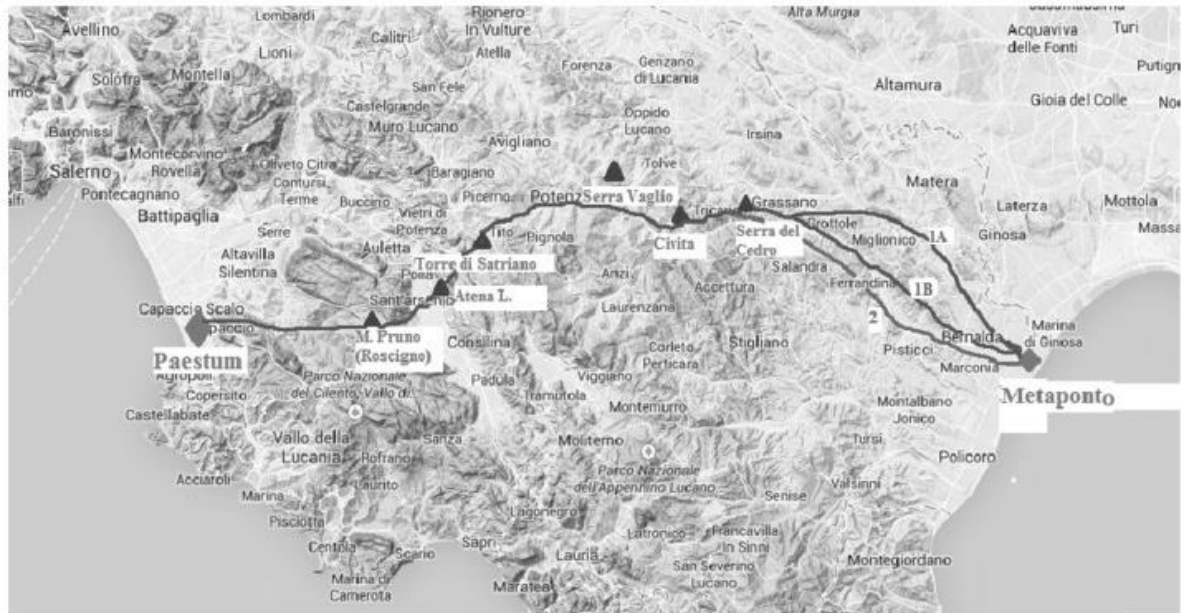 Lombardi
Rionero
In Vulture
Alta Murgia
Acquaviva
delle Fonti
Turi
Avellino
Calitri
Lioni
Atella
Solofra
Montella
Forenza
Genzano
di Lucania
Altamura
San Fele
Gioia del Colle
Castelgrande
Oppido
Lucano
Baronissi
Muro Lucano
Irsina
Montecorvino
Rovella
Avigliano
Salerno
Oliveto Citra
Tolve
Matera
Contursi
Terme
Baragiano
Pontecagnano
Picerno
Serra Vaglio
Grassano
Laterza
Mottola
Battipaglia
Buccino
Vietri di
Potenza
Grottole
Ginosa
Serre
Tito
Pignola
Civita
Serra del
Cedro
Miglionico
1A
Altavilla
Silentina
Auletta
Torre di Satriano
Anzi
Salandra
Ferrandina
1B
Sant'arsenio
Atena L.
Accettura
2
Capaccio Scalo
Laurenzana
Bernalda
Marina
di Ginosa
M. Pruno
(Roscigno)
Consilina
Corleto
Perticara
Stigliano
Pisticci
Marconia
Paestum
Agropoli
Parco Nazionale
del Cilento, Vallo di...
Padula
Viggiano
Metaponto
Copersito
Tramutola
Castellabate
Montemurro
Montalbano
Jonico
Vallo della
Lucania
Sanza
Moliterno
Tursi
Rofrano
Policoro
Acciaroli
Laurito
Parco Nazionale
dell'Appennino Lucano
Valsinni
Marina
Senise
Pisciotta
Lagonegro
Centola
Scario
Sapri
Latronico
Francavilla
In Sinni
Lauria
San Severino
Lucano
Montegiordano
Marina di
Camerota
Maratea